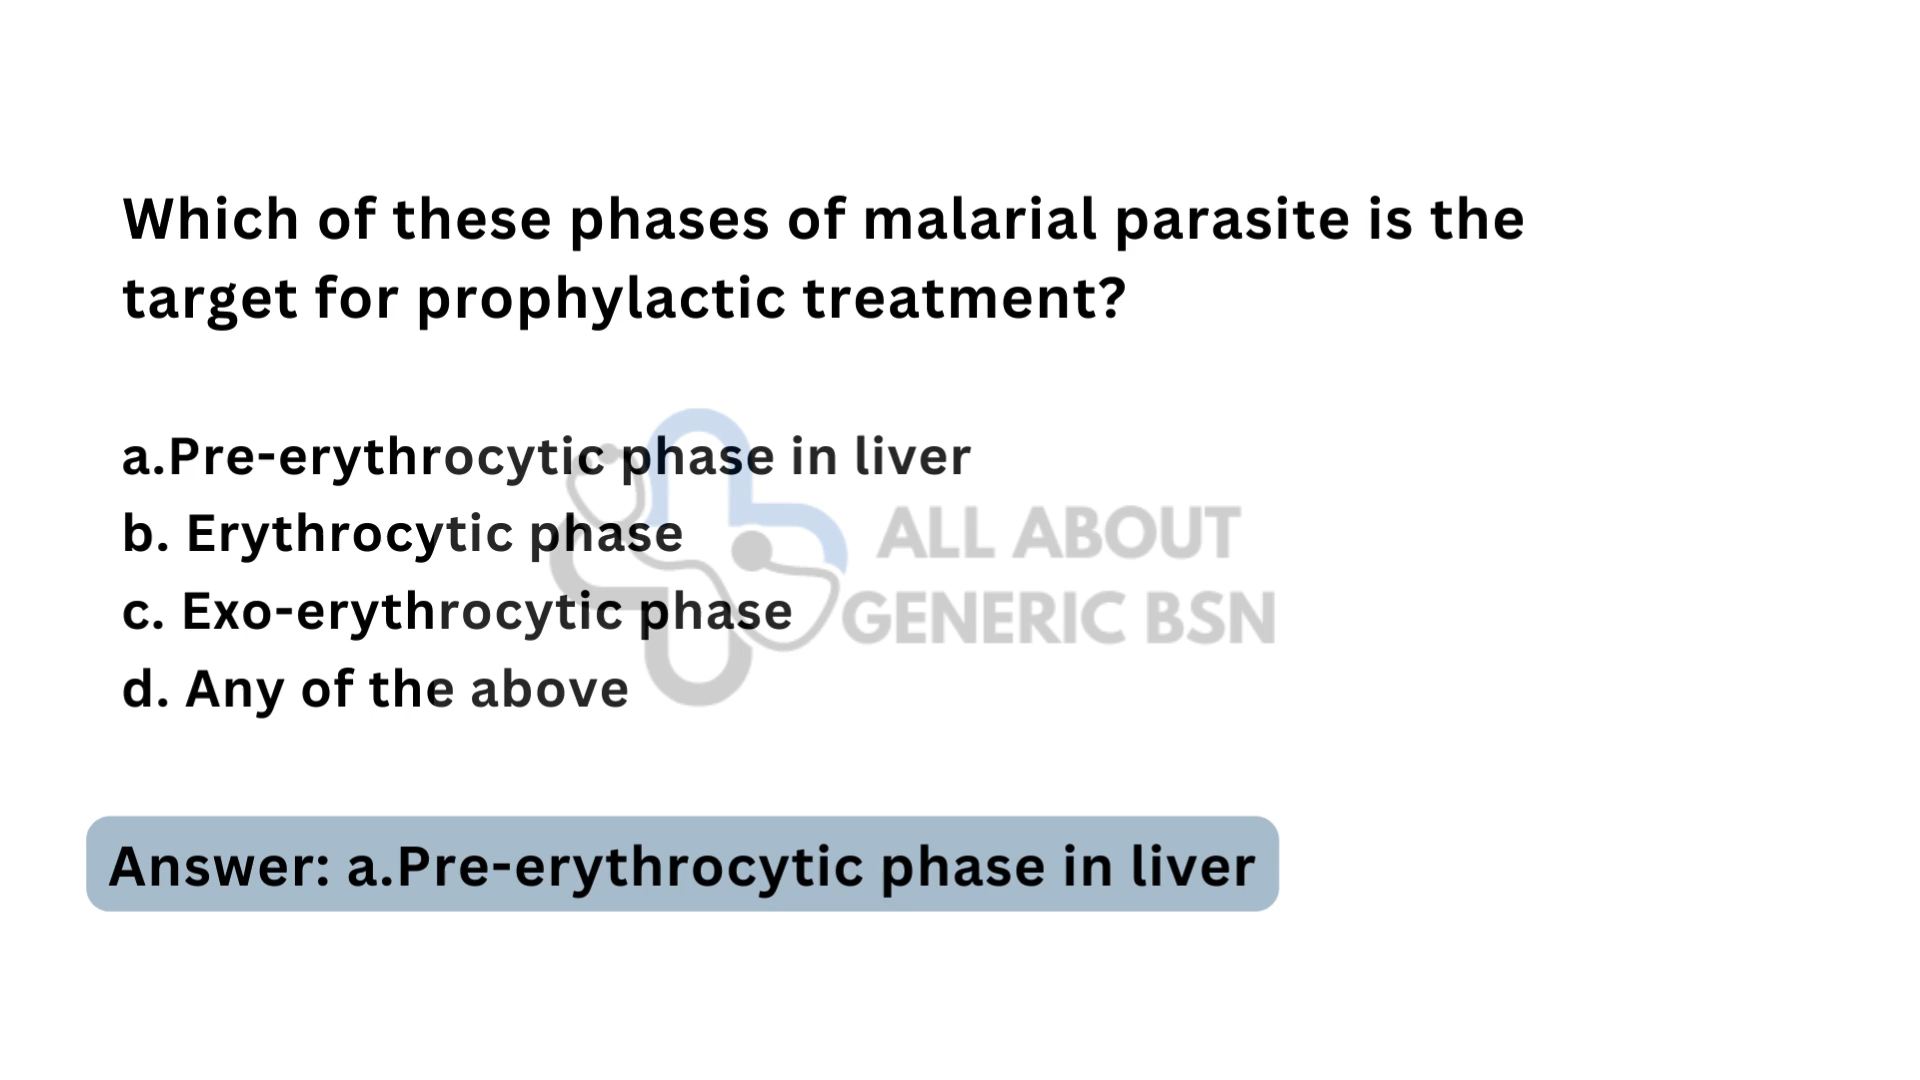 Which of these phases of malarial parasite is the
target for prophylactic treatment?
a.Pre-erythrocytic phase in liver
b. Erythrocytic phase
c. Exo-erythrocytic phase
d. Any of the above
ALL ABOUT
GENERIC BSN
Answer: a.Pre-erythrocytic phase in liver